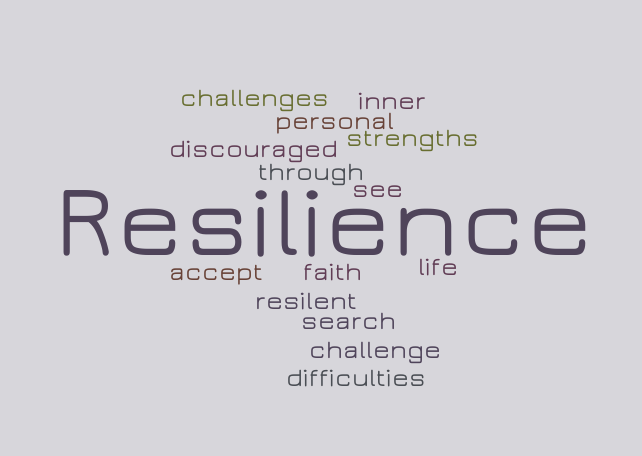 challenges
inner
personal
strengths
discouraged
through
see
Resilience
accept
faith
life
resilent
search
challenge
difficulties